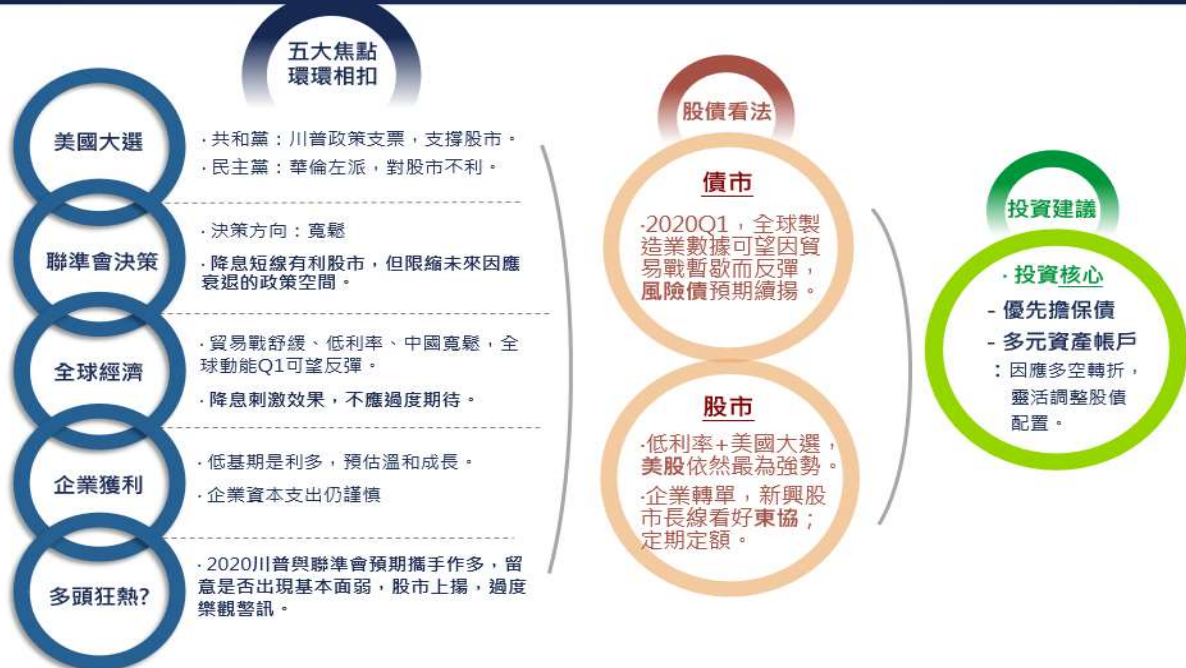 五大焦點
環環相扣
美國大選
‧共和黨：川普政策支票，支撐股市。
‧民主黨：華倫左派，對股市不利。
聯準會決策
‧決策方向：寬鬆
‧降息短線有利股市，但限縮未來因應
衰退的政策空間。
全球經濟
‧貿易戰舒緩、低利率、中國寬鬆，全
球動能Q1可望反彈。
‧降息刺激效果，不應過度期待。
企業獲利
‧低基期是利多，預估溫和成長。
‧企業資本支出仍謹慎
多頭狂熱?
‧2020川普與聯準會預期攜手作多，留
意是否出現基本面弱，股市上揚，過度
樂觀警訊。
股債看法
債市
‧2020Q1，全球製
造業數據可望因貿
易戰暫歇而反彈，
風險債預期續揚。
股市
‧低利率+美國大選，
美股依然最為強勢。
‧企業轉單，新興股
市長線看好東協；
定期定額。
投資建議
‧投資核心
- 優先擔保債
- 多元資產帳戶
：因應多空轉折，
靈活調整股債
配置。